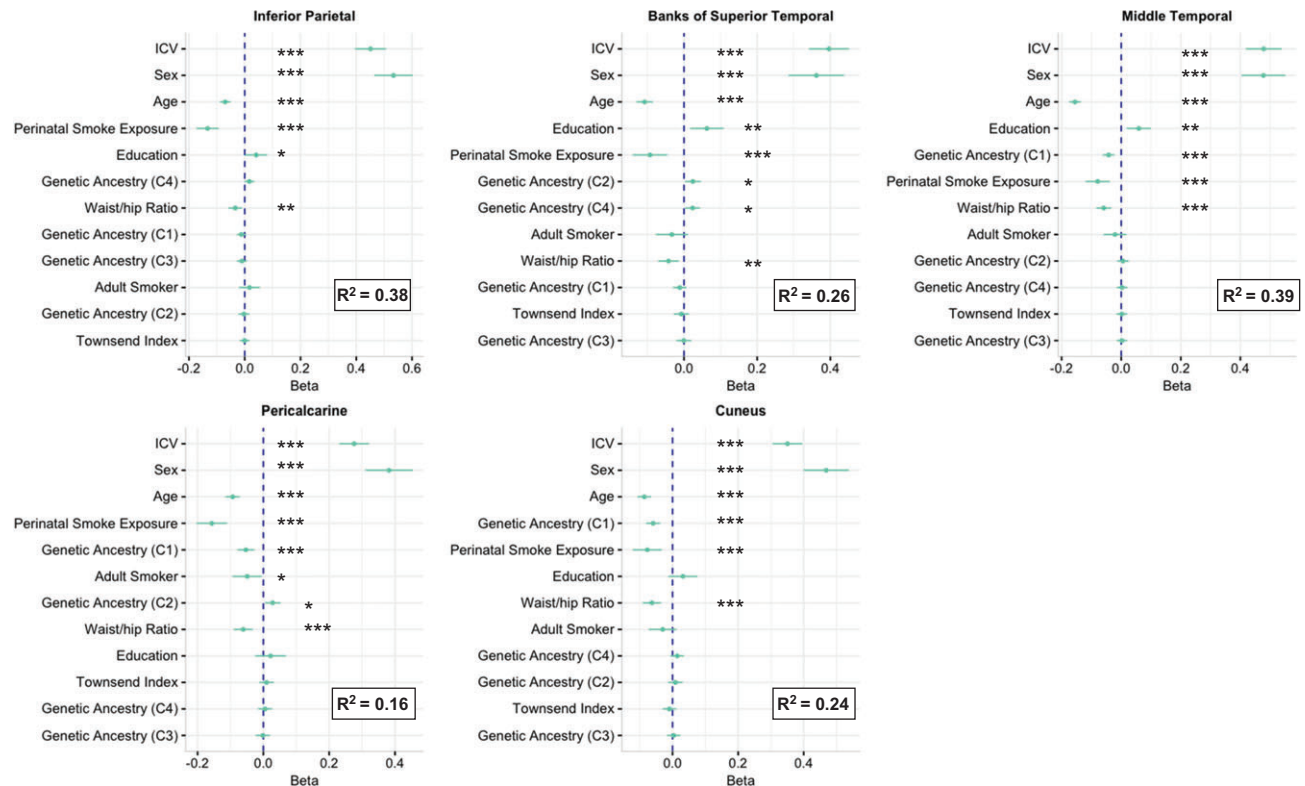 Inferior Parietal
ICV ***
Sex ***
Age ***
Perinatal Smoke Exposure ***
Education *
Genetic Ancestry (C4)
Waist/hip Ratio **
Genetic Ancestry (C1)
Genetic Ancestry (C3)
Adult Smoker
Genetic Ancestry (C2)
Townsend Index
R² = 0.38
-0.2 0.0 0.2 0.4 0.6
Beta
Banks of Superior Temporal
ICV ***
Sex ***
Age ***
Education **
Perinatal Smoke Exposure ***
Genetic Ancestry (C2) *
Genetic Ancestry (C4) *
Adult Smoker
Waist/hip Ratio **
Genetic Ancestry (C1)
Townsend Index
Genetic Ancestry (C3)
R² = 0.26
0.0 0.2 0.4
Beta
Middle Temporal
ICV ***
Sex ***
Age ***
Education **
Genetic Ancestry (C1) ***
Perinatal Smoke Exposure ***
Waist/hip Ratio ***
Adult Smoker
Genetic Ancestry (C2)
Genetic Ancestry (C4)
Townsend Index
Genetic Ancestry (C3)
R² = 0.39
-0.2 0.0 0.2 0.4
Beta
Pericalcarine
ICV ***
Sex ***
Age ***
Perinatal Smoke Exposure ***
Genetic Ancestry (C1) ***
Adult Smoker *
Genetic Ancestry (C2) *
Waist/hip Ratio ***
Education
Townsend Index
Genetic Ancestry (C4)
Genetic Ancestry (C3)
R² = 0.16
-0.2 0.0 0.2 0.4
Beta
Cuneus
ICV ***
Sex ***
Age ***
Genetic Ancestry (C1) ***
Perinatal Smoke Exposure ***
Education
Waist/hip Ratio ***
Adult Smoker
Genetic Ancestry (C4)
Genetic Ancestry (C2)
Townsend Index
Genetic Ancestry (C3)
R² = 0.24
0.0 0.2 0.4
Beta